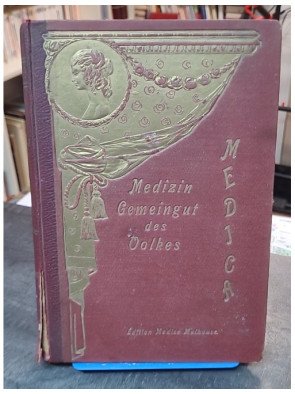 MEDICA
Medizin
Gemeingut
des
Volkes
Edition Medica Mulhouse.